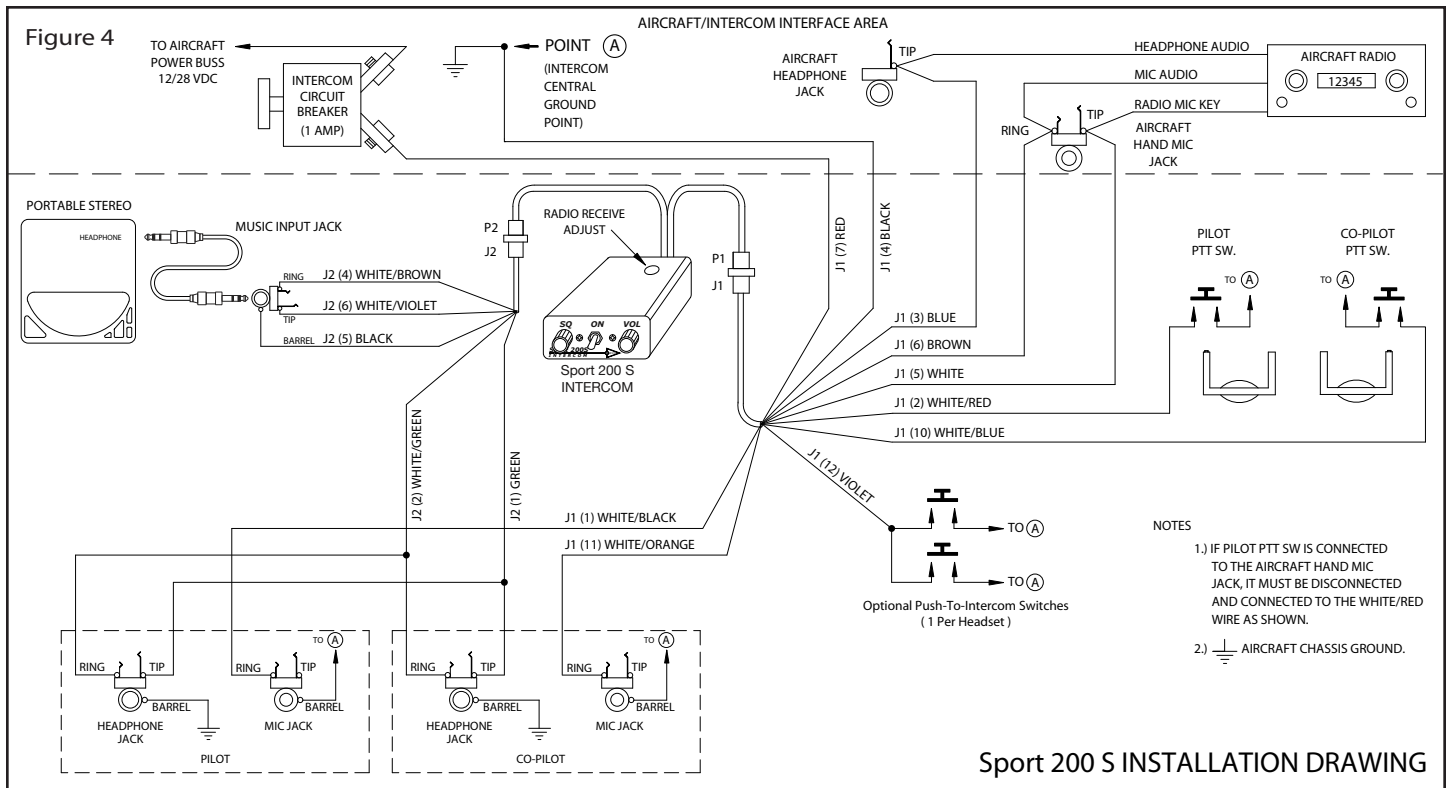 Figure 4
AIRCRAFT/INTERCOM INTERFACE AREA
TO AIRCRAFT
POWER BUSS
12/28 VDC
INTERCOM
CIRCUIT
BREAKER
(1 AMP)
POINT A
(INTERCOM
CENTRAL
GROUND
POINT)
AIRCRAFT
HEADPHONE
JACK
TIP
HEADPHONE AUDIO
MIC AUDIO
RADIO MIC KEY
AIRCRAFT RADIO
12345
RING
TIP
AIRCRAFT
HAND MIC
JACK
PORTABLE STEREO
HEADPHONE
MUSIC INPUT JACK
RING
J2 (4) WHITE/BROWN
J2 (6) WHITE/VIOLET
TIP
BARREL
J2 (5) BLACK
P2
J2
RADIO RECEIVE
ADJUST
P1
J1
SQ
ON
VOL
INTERCOM
Sport 200 S
INTERCOM
J1 (7) RED
J1 (4) BLACK
J1 (3) BLUE
J1 (6) BROWN
J1 (5) WHITE
J1 (2) WHITE/RED
J1 (10) WHITE/BLUE
PILOT
PTT SW.
TO A
CO-PILOT
PTT SW.
TO A
J2 (2) WHITE/GREEN
J2 (1) GREEN
J1 (12) VIOLET
J1 (1) WHITE/BLACK
J1 (11) WHITE/ORANGE
TO A
TO A
Optional Push-To-Intercom Switches
( 1 Per Headset )
NOTES
1.) IF PILOT PTT SW IS CONNECTED
TO THE AIRCRAFT HAND MIC
JACK, IT MUST BE DISCONNECTED
AND CONNECTED TO THE WHITE/RED
WIRE AS SHOWN.
2.) AIRCRAFT CHASSIS GROUND.
RING
TIP
BARREL
HEADPHONE
JACK
RING
TIP
TO A
BARREL
MIC JACK
PILOT
RING
TIP
BARREL
HEADPHONE
JACK
RING
TIP
TO A
BARREL
MIC JACK
CO-PILOT
Sport 200 S INSTALLATION DRAWING